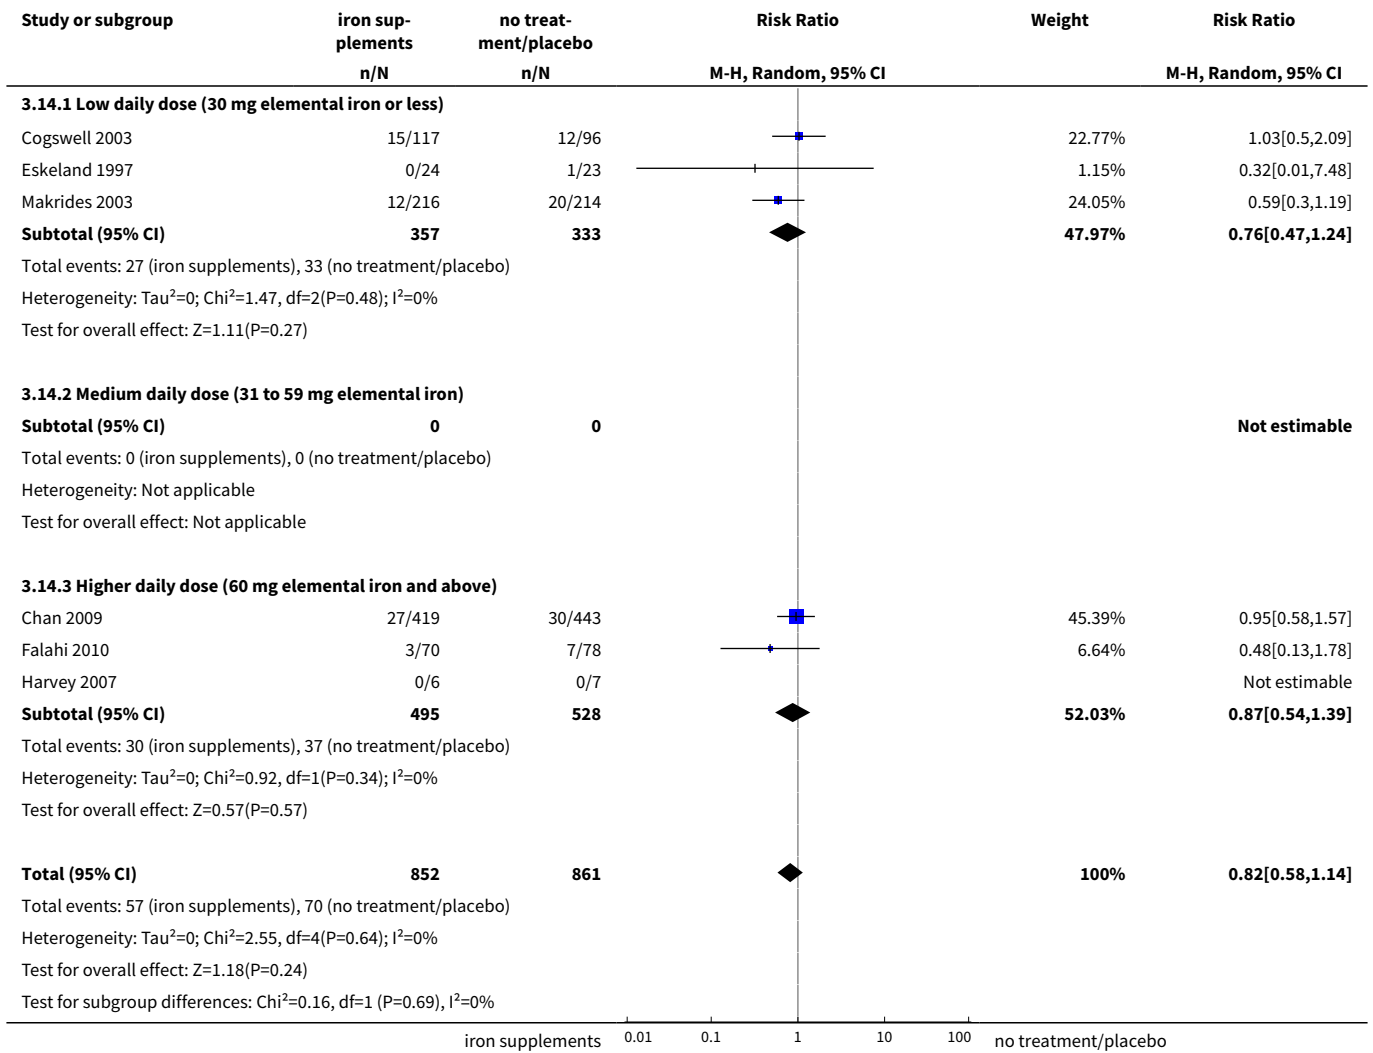 Study or subgroup iron sup- no treat- Risk Ratio Weight Risk Ratio
plements ment/placebo
n/N n/N M-H, Random, 95% CI M-H, Random, 95% CI
3.14.1 Low daily dose (30 mg elemental iron or less)
Cogswell 2003 15/117 12/96 22.77% 1.03[0.5,2.09]
Eskeland 1997 0/24 1/23 1.15% 0.32[0.01,7.48]
Makrides 2003 12/216 20/214 24.05% 0.59[0.3,1.19]
Subtotal (95% CI) 357 333 47.97% 0.76[0.47,1.24]
Total events: 27 (iron supplements), 33 (no treatment/placebo)
Heterogeneity: Tau²=0; Chi²=1.47, df=2(P=0.48); I²=0%
Test for overall effect: Z=1.11(P=0.27)
3.14.2 Medium daily dose (31 to 59 mg elemental iron)
Subtotal (95% CI) 0 0 Not estimable
Total events: 0 (iron supplements), 0 (no treatment/placebo)
Heterogeneity: Not applicable
Test for overall effect: Not applicable
3.14.3 Higher daily dose (60 mg elemental iron and above)
Chan 2009 27/419 30/443 45.39% 0.95[0.58,1.57]
Falahi 2010 3/70 7/78 6.64% 0.48[0.13,1.78]
Harvey 2007 0/6 0/7 Not estimable
Subtotal (95% CI) 495 528 52.03% 0.87[0.54,1.39]
Total events: 30 (iron supplements), 37 (no treatment/placebo)
Heterogeneity: Tau²=0; Chi²=0.92, df=1(P=0.34); I²=0%
Test for overall effect: Z=0.57(P=0.57)
Total (95% CI) 852 861 100% 0.82[0.58,1.14]
Total events: 57 (iron supplements), 70 (no treatment/placebo)
Heterogeneity: Tau²=0; Chi²=2.55, df=4(P=0.64); I²=0%
Test for overall effect: Z=1.18(P=0.24)
Test for subgroup differences: Chi²=0.16, df=1 (P=0.69), I²=0%
iron supplements 0.01 0.1 1 10 100 no treatment/placebo